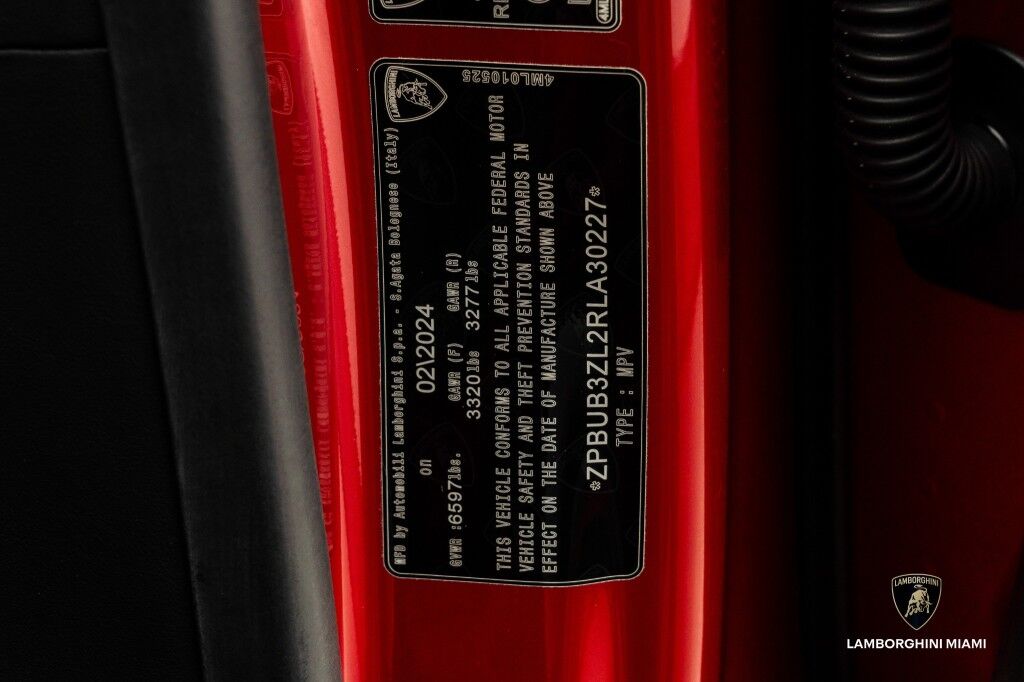 4ML010525
LAMBORGHINI
MFD by Automobili Lamborghini S.p.a. - S.Agata Bolognese (Italy)
on 02\2024
GVWR :6597lbs. GAWR (F) GAWR (R)
3320lbs 3277lbs
THIS VEHICLE CONFORMS TO ALL APPLICABLE FEDERAL MOTOR
VEHICLE SAFETY AND THEFT PREVENTION STANDARDS IN
EFFECT ON THE DATE OF MANUFACTURE SHOWN ABOVE
*ZPBUB3ZL2RLA30227*
TYPE : MPV
LAMBORGHINI
LAMBORGHINI MIAMI